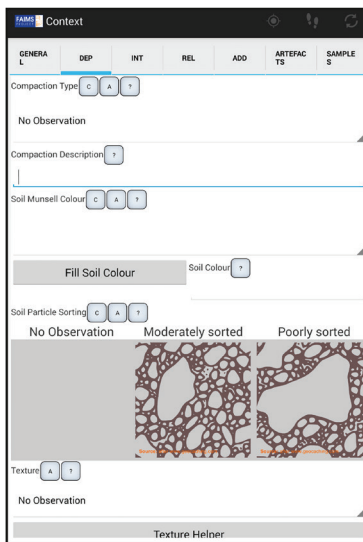 FAIMS PROJECT Context
GENERA
L DEP INT REL ADD ARTEFAC
TS SAMPLE
S
Compaction Type C A ?
No Observation
Compaction Description ?
Soil Munsell Colour C A ?
Fill Soil Colour Soil Colour ?
Soil Particle Sorting C A ?
No Observation Moderately sorted Poorly sorted
Texture A ?
No Observation
Texture Helper